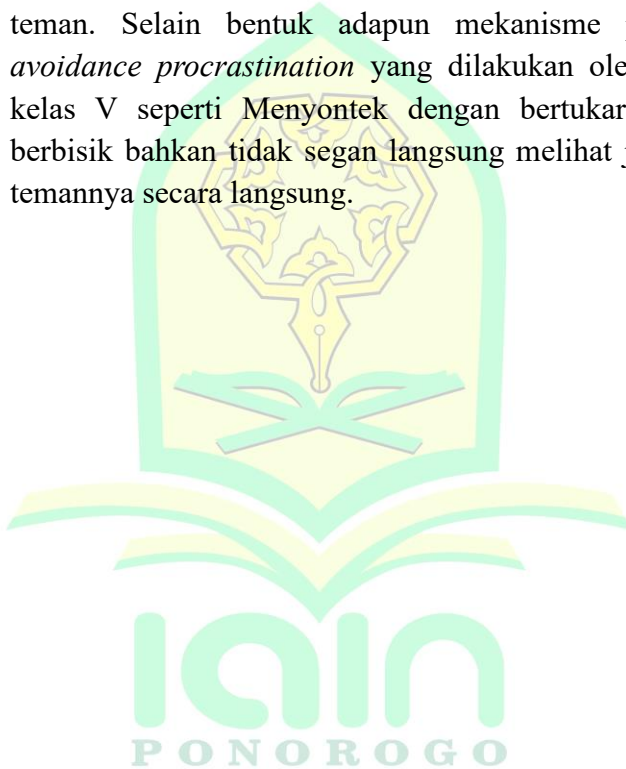 teman. Selain bentuk adapun mekanisme
avoidance procrastination yang dilakukan
kelas V seperti Menyontek dengan bertukar
berbisik bahkan tidak segan langsung melihat
temannya secara langsung.
iain
PONOROGO